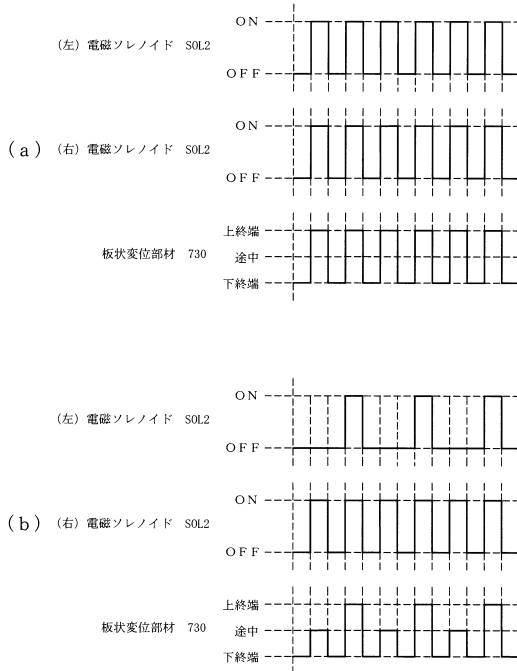 ON
(左)電磁ソレノイド SOL2
OFF
ON
(a) (右)電磁ソレノイド SOL2
OFF
上終端
板状変位部材 730 途中
下終端
ON
(左)電磁ソレノイド SOL2
OFF
ON
(b) (右)電磁ソレノイド SOL2
OFF
上終端
板状変位部材 730 途中
下終端